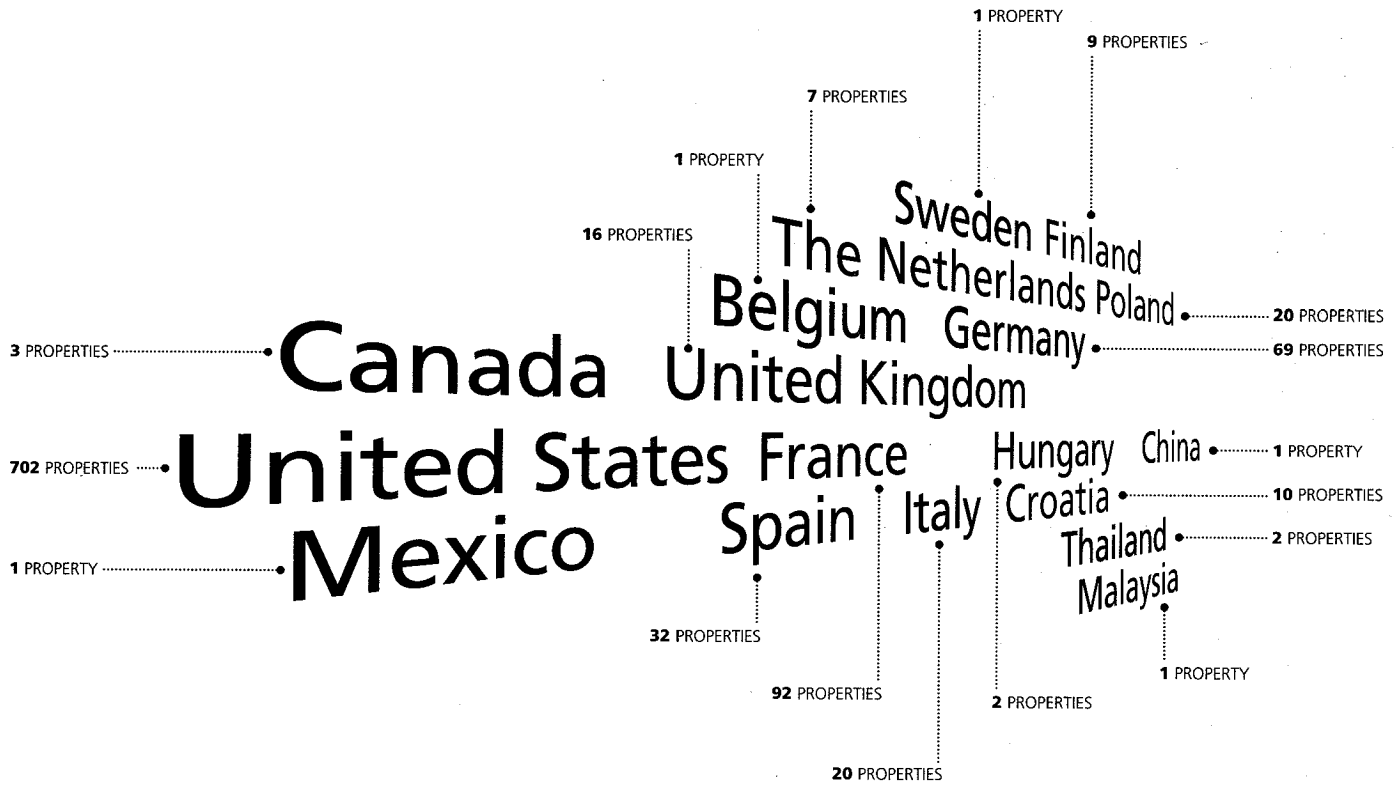 1 PROPERTY
9 PROPERTIES
7 PROPERTIES
1 PROPERTY
16 PROPERTIES
Sweden Finland
The Netherlands Poland
20 PROPERTIES
Belgium Germany
69 PROPERTIES
3 PROPERTIES
Canada
United Kingdom
702 PROPERTIES
United States France Hungary China
1 PROPERTY
Spain Italy Croatia
10 PROPERTIES
Mexico
Thailand
2 PROPERTIES
1 PROPERTY
Malaysia
32 PROPERTIES
1 PROPERTY
92 PROPERTIES
2 PROPERTIES
20 PROPERTIES